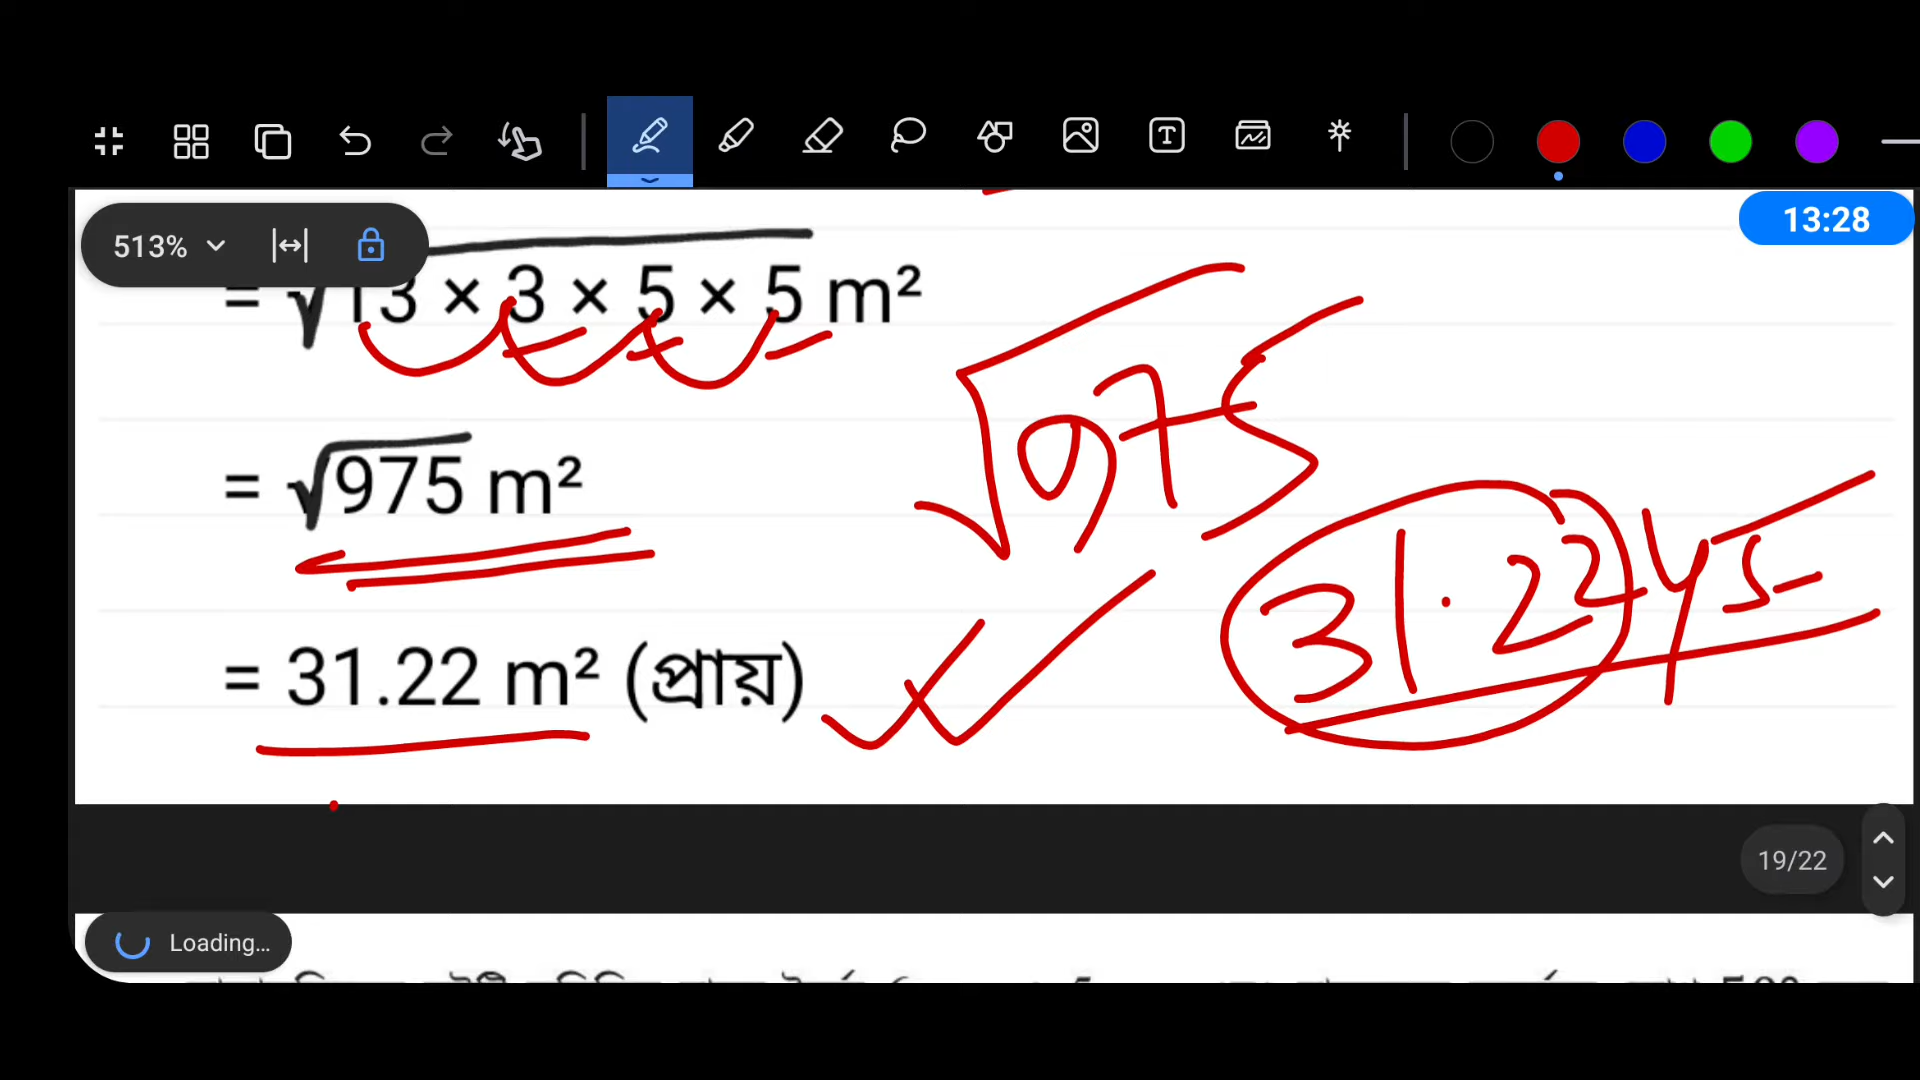 13:28
513%
= √13 × 3 × 5 × 5 m²
√975
= √975 m²
31.2245
= 31.22 m² (প্রায়)
19/22
Loading...